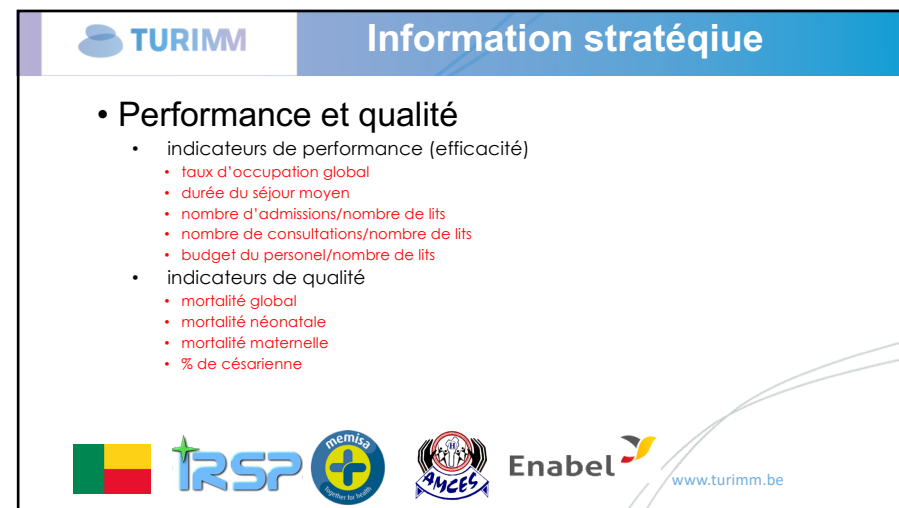 TURIMM
Information stratéqiue
• Performance et qualité
• indicateurs de performance (efficacité)
• taux d'occupation global
• durée du séjour moyen
• nombre d'admissions/nombre de lits
• nombre de consultations/nombre de lits
• budget du personel/nombre de lits
• indicateurs de qualité
• mortalité global
• mortalité néonatale
• mortalité maternelle
• % de césarienne
IRSP
memisa
together for health
H
AMCES
Enabel
www.turimm.be